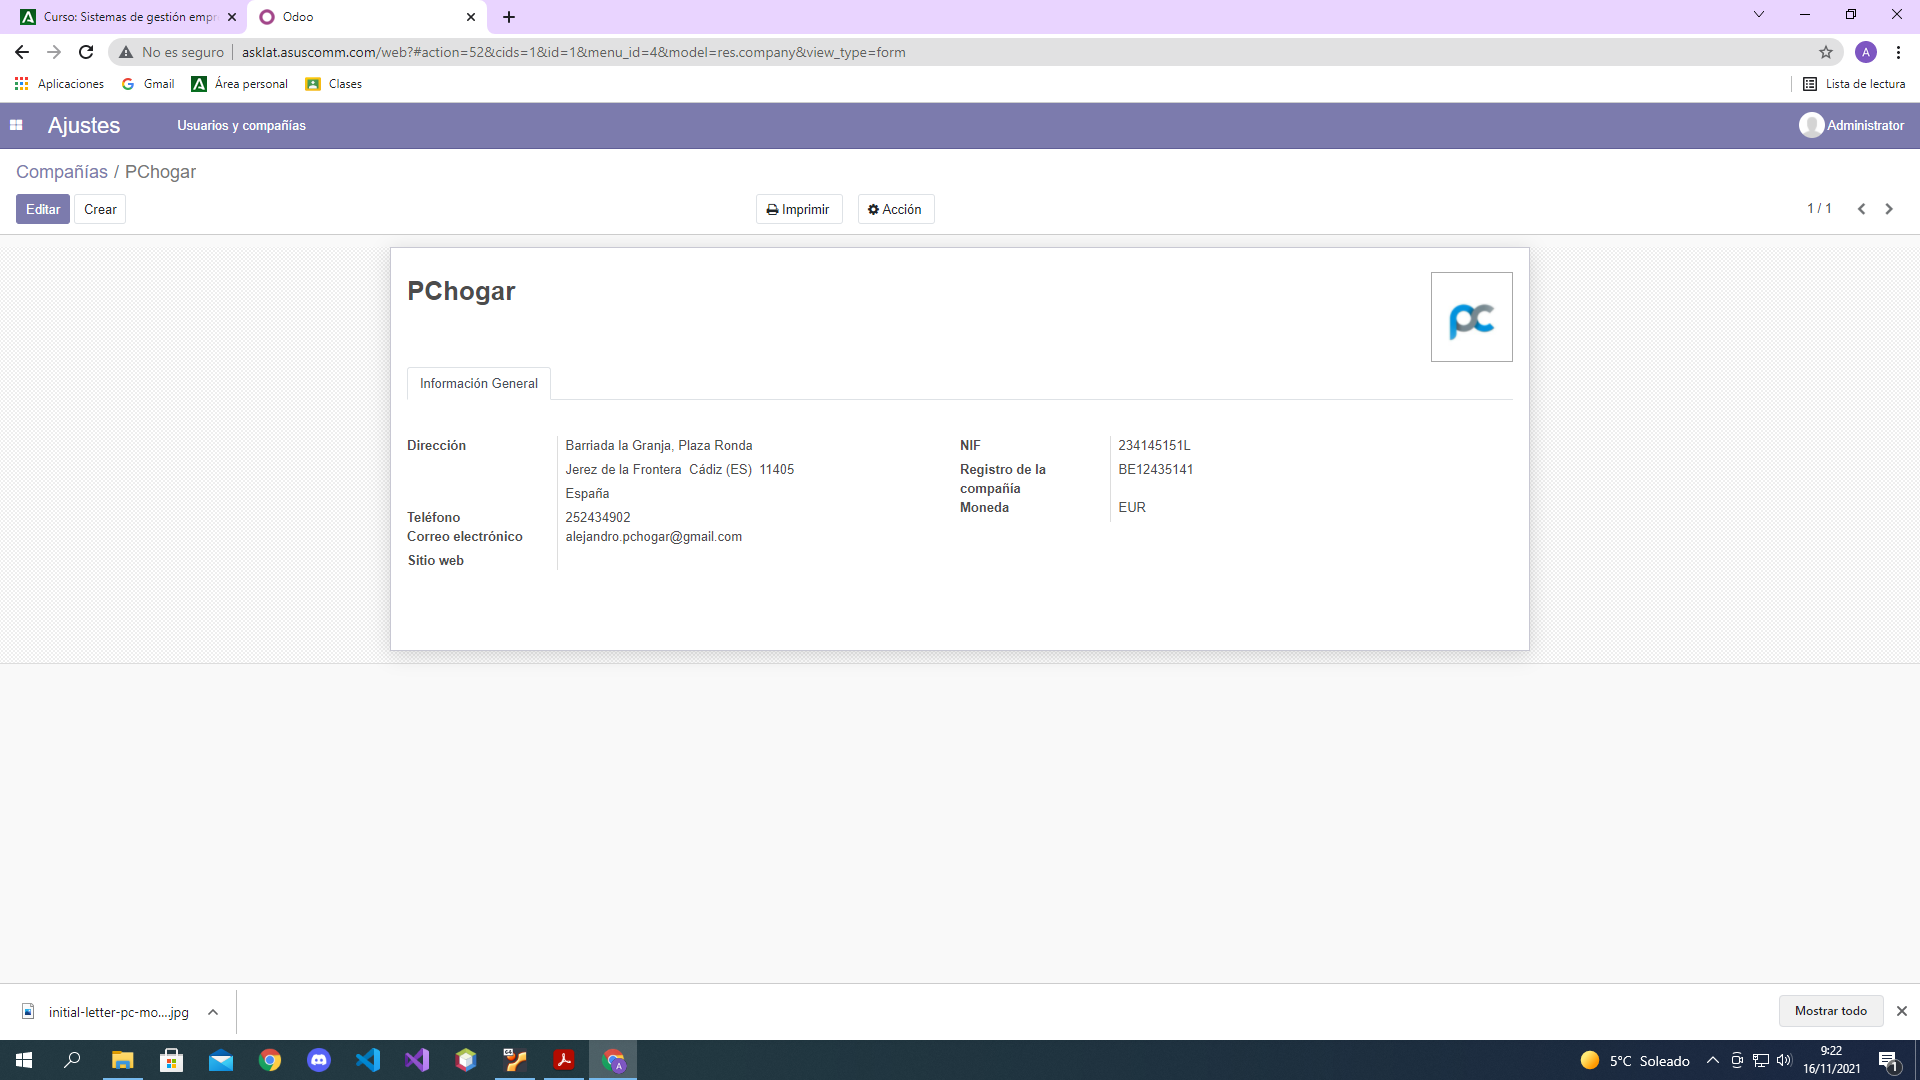 Curso: Sistemas de gestión empr
Odoo
No es seguro
asklat.asuscomm.com/web?#action=52&cids=1&id=1&menu_id=4&model=res.company&view_type=form
A
Aplicaciones
Gmail
Área personal
Clases
Lista de lectura
Ajustes
Usuarios y compañías
Administrator
Compañías / PChogar
Editar
Crear
Imprimir
Acción
1 / 1
PChogar
pc
Información General
Dirección
Barriada la Granja, Plaza Ronda
Jerez de la Frontera Cádiz (ES) 11405
España
Teléfono
252434902
Correo electrónico
alejandro.pchogar@gmail.com
Sitio web
NIF
234145151L
Registro de la
compañía
BE12435141
Moneda
EUR
initial-letter-pc-mo....jpg
Mostrar todo
5°C Soleado
9:22
16/11/2021
1